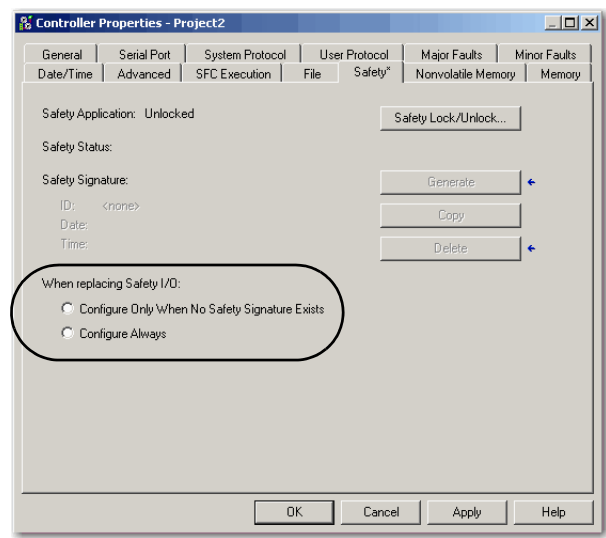 Controller Properties - Project2
General Serial Port System Protocol User Protocol Major Faults Minor Faults
Date/Time Advanced SFC Execution File Safety* Nonvolatile Memory Memory
Safety Application: Unlocked
Safety Lock/Unlock...
Safety Status:
Safety Signature:
Generate
ID: <none>
Copy
Date:
Time:
Delete
When replacing Safety I/O:
Configure Only When No Safety Signature Exists
Configure Always
OK Cancel Apply Help